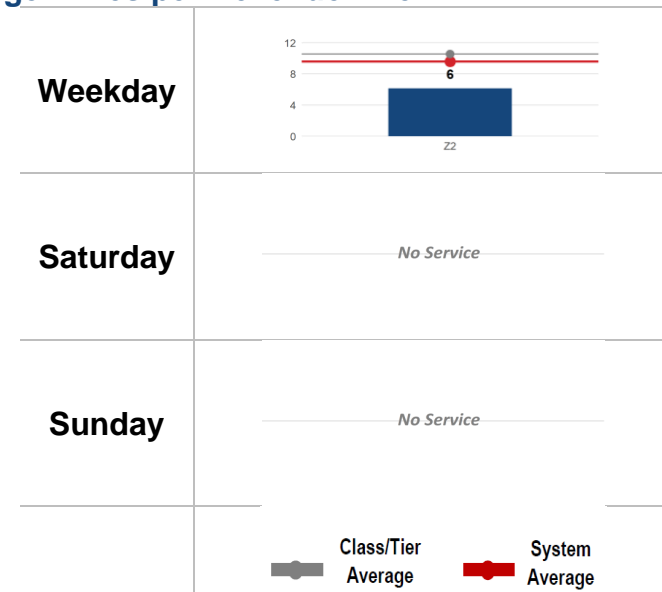 Weekday
12
8
4
0
6
Z2
Saturday
No Service
Sunday
No Service
Class/Tier
Average
System
Average